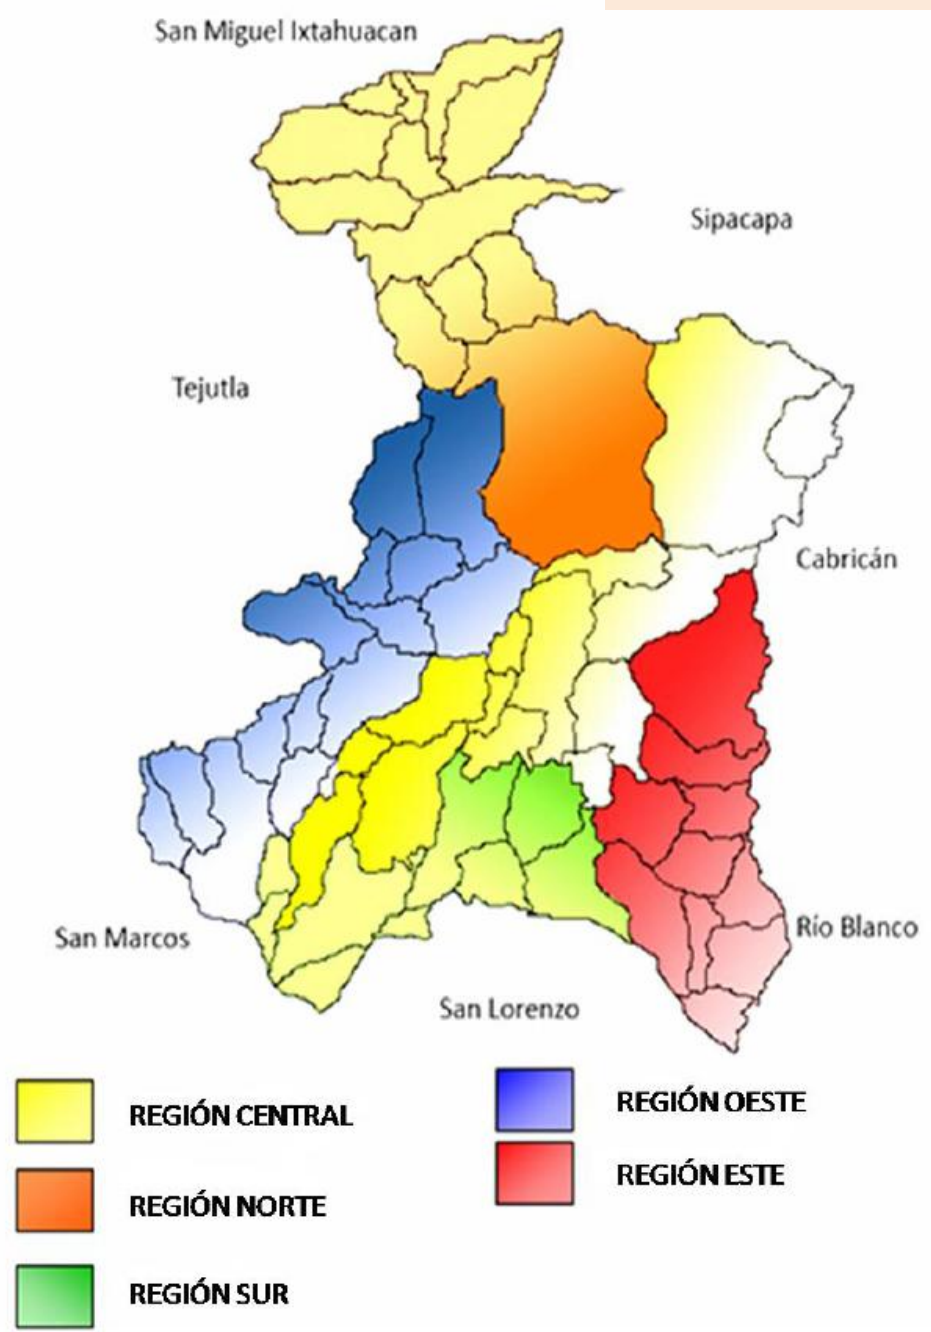 San Miguel Ixtahuacan
Sipacapa
Tejutla
Cabricán
San Marcos
Río Blanco
San Lorenzo
REGIÓN CENTRAL
REGIÓN OESTE
REGIÓN ESTE
REGIÓN NORTE
REGIÓN SUR